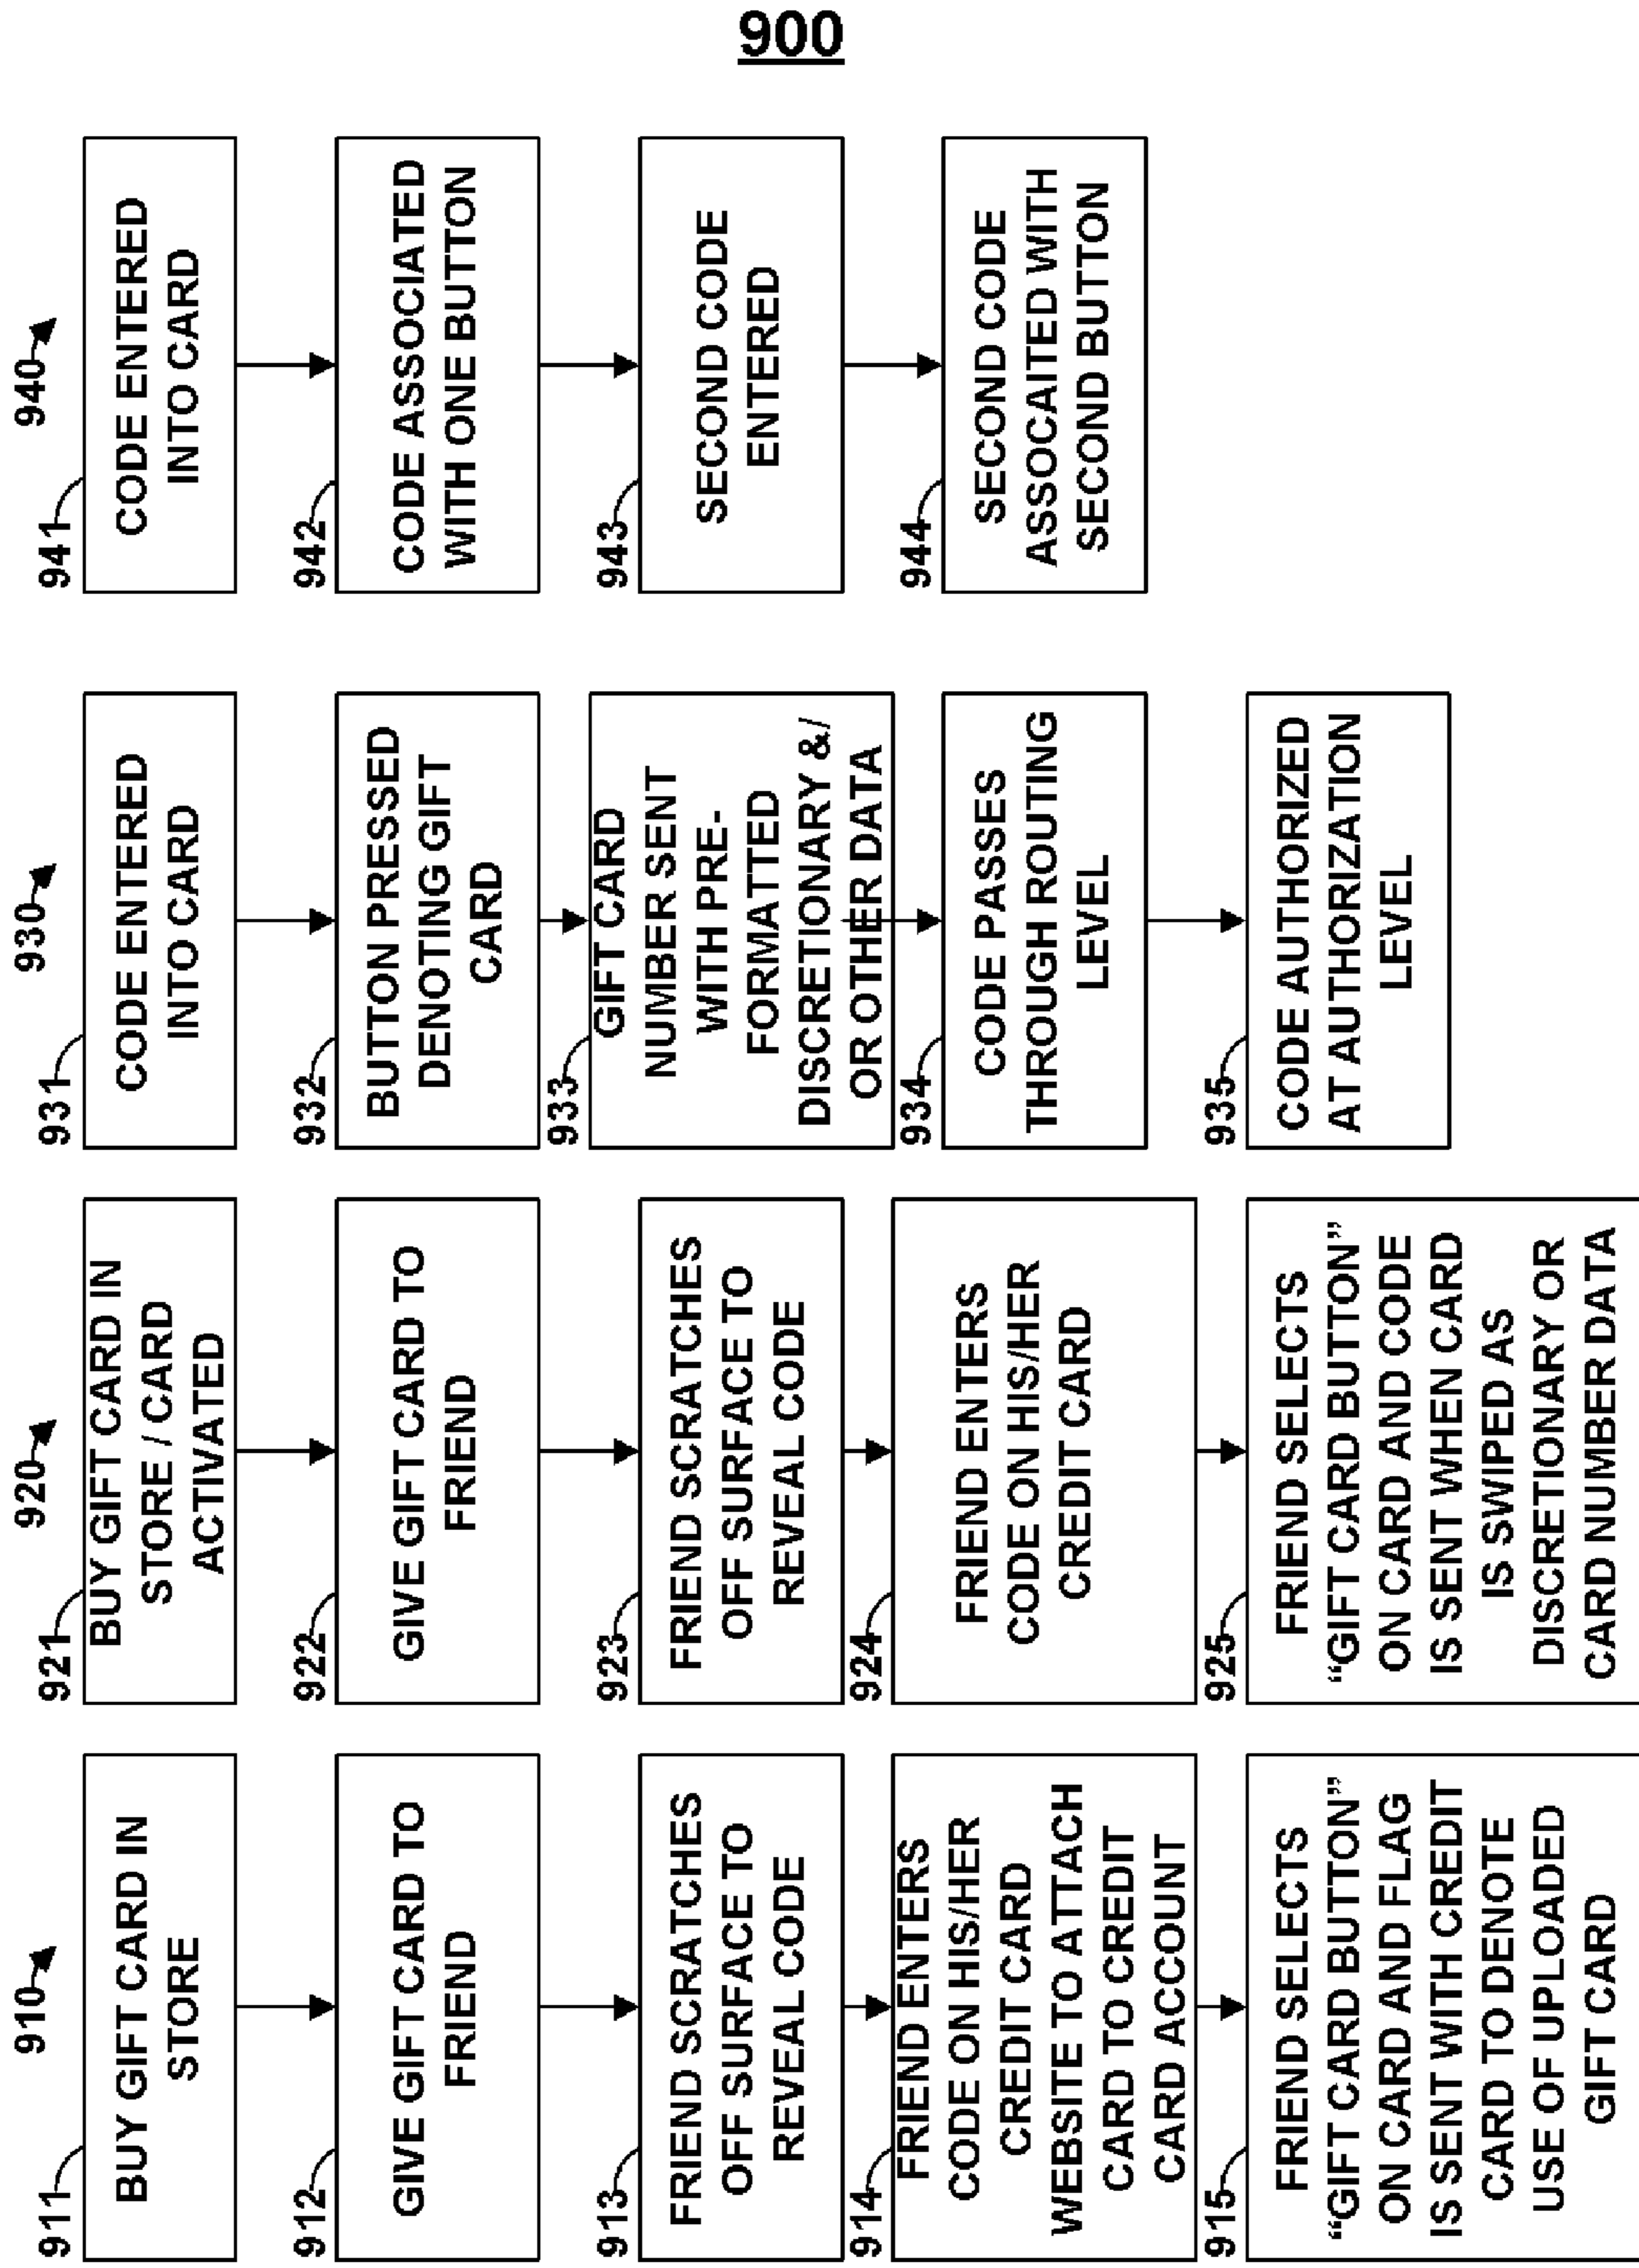 900
910
911
BUY GIFT CARD IN
STORE
912
GIVE GIFT CARD TO
FRIEND
913
FRIEND SCRATCHES
OFF SURFACE TO
REVEAL CODE
914
FRIEND ENTERS
CODE ON HIS/HER
CREDIT CARD
WEBSITE TO ATTACH
CARD TO CREDIT
CARD ACCOUNT
915
FRIEND SELECTS
“GIFT CARD BUTTON”
ON CARD AND FLAG
IS SENT WITH CREDIT
CARD TO DENOTE
USE OF UPLOADED
GIFT CARD
920
921
BUY GIFT CARD IN
STORE / CARD
ACTIVATED
922
GIVE GIFT CARD TO
FRIEND
923
FRIEND SCRATCHES
OFF SURFACE TO
REVEAL CODE
924
FRIEND ENTERS
CODE ON HIS/HER
CREDIT CARD
925
FRIEND SELECTS
“GIFT CARD BUTTON”
ON CARD AND CODE
IS SENT WHEN CARD
IS SWIPED AS
DISCRETIONARY OR
CARD NUMBER DATA
930
931
CODE ENTERED
INTO CARD
932
BUTTON PRESSED
DENOTING GIFT
CARD
933
GIFT CARD
NUMBER SENT
WITH PRE-
FORMATTED
DISCRETIONARY &/
OR OTHER DATA
934
CODE PASSES
THROUGH ROUTING
LEVEL
935
CODE AUTHORIZED
AT AUTHORIZATION
LEVEL
940
941
CODE ENTERED
INTO CARD
942
CODE ASSOCIATED
WITH ONE BUTTON
943
SECOND CODE
ENTERED
944
SECOND CODE
ASSOCAITED WITH
SECOND BUTTON